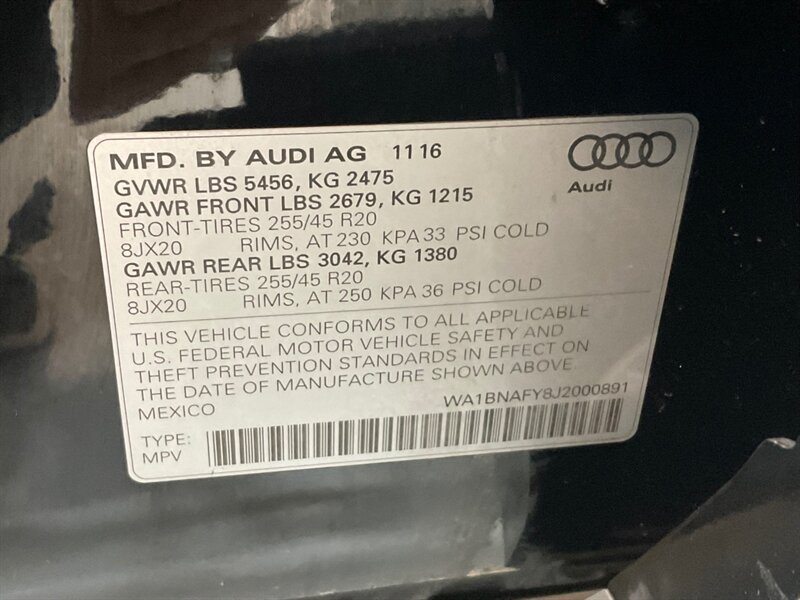 MFD. BY AUDI AG 11 16
GVWR LBS 5456, KG 2475
GAWR FRONT LBS 2679, KG 1215
FRONT-TIRES 255/45 R20
8JX20 RIMS, AT 230 KPA 33 PSI COLD
GAWR REAR LBS 3042, KG 1380
REAR-TIRES 255/45 R20
8JX20 RIMS, AT 250 KPA 36 PSI COLD
Audi
THIS VEHICLE CONFORMS TO ALL APPLICABLE
U.S. FEDERAL MOTOR VEHICLE SAFETY AND
THEFT PREVENTION STANDARDS IN EFFECT ON
THE DATE OF MANUFACTURE SHOWN ABOVE
MEXICO
WA1BNAFY8J2000891
TYPE:
MPV